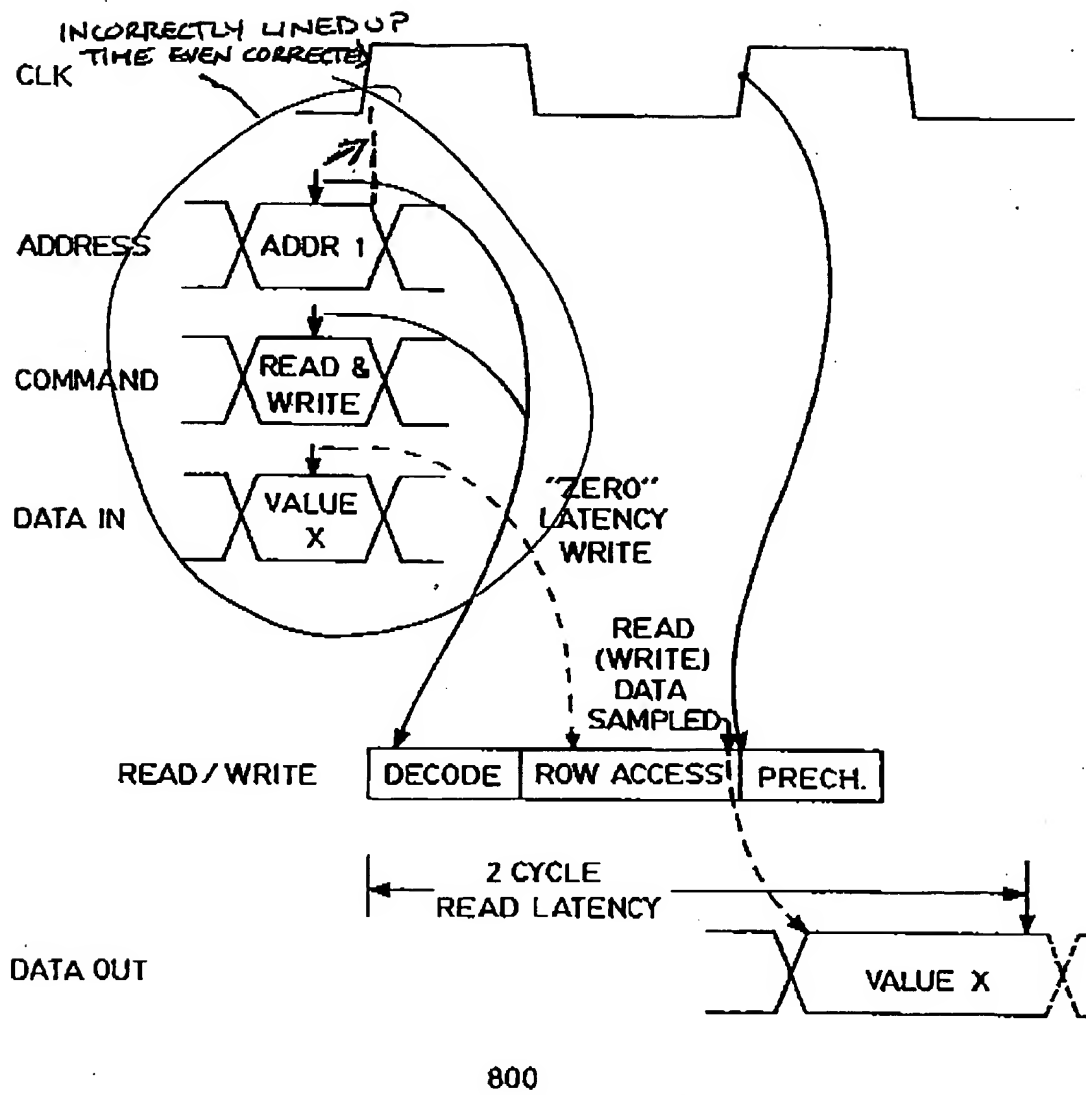 INCORRECTLY LINED UP
TIME EVEN CORRECTED
CLK
ADDRESS
ADDR 1
COMMAND
READ &
WRITE
DATA IN
VALUE
X
"ZERO"
LATENCY
WRITE
READ
(WRITE)
DATA
SAMPLED
READ / WRITE
DECODE
ROW ACCESS
PRECH.
2 CYCLE
READ LATENCY
DATA OUT
VALUE X
800